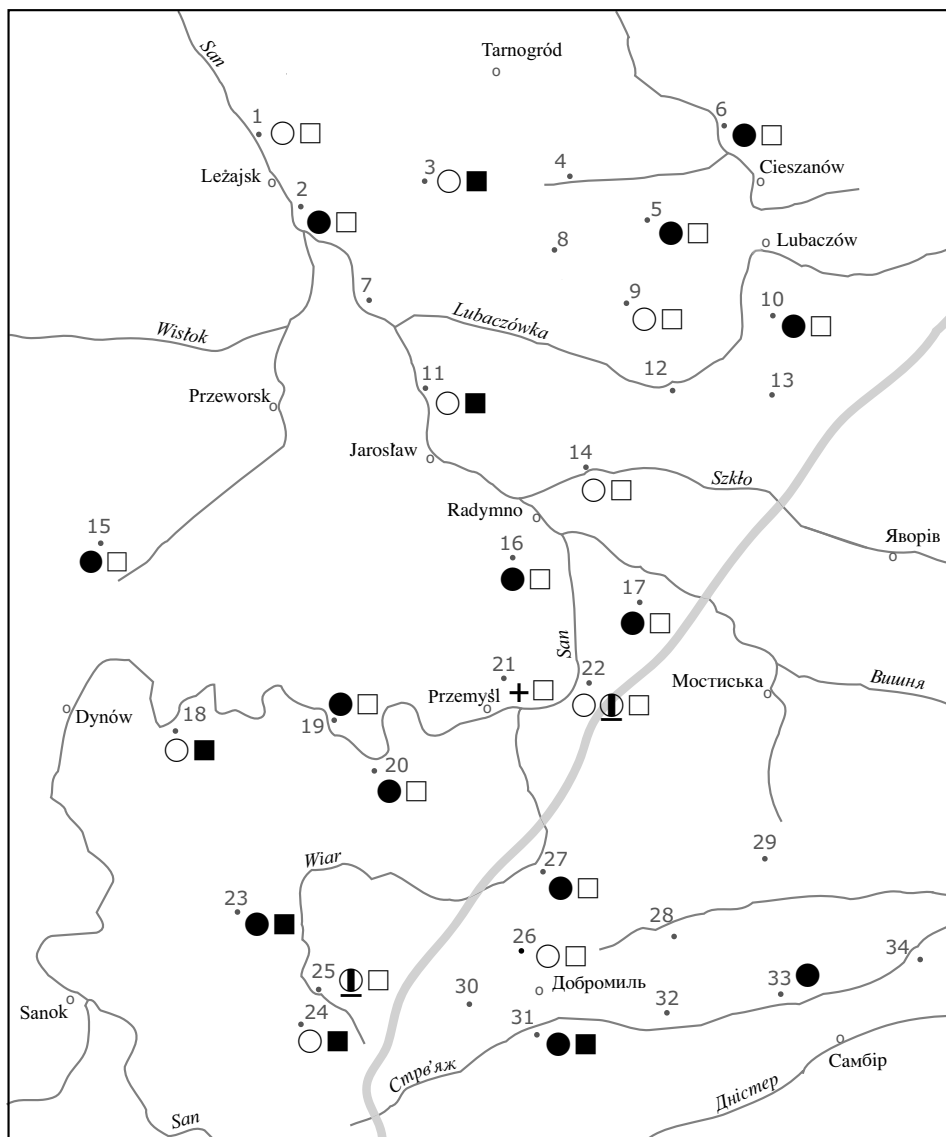 San
Tarnogród
1
6
Leżajsk
3
4
Cieszanów
2
5
8
Lubaczów
7
9
10
Wisłok
Lubaczówka
Przeworsk
11
12
13
Jarosław
14
Szkło
Radymno
15
16
Яворів
17
San
21
22
Dynów
18
19
Przemyśl
Мостиська
Вишня
20
Wiar
27
29
23
28
26
34
25
30
Добромиль
33
32
Sanok
24
31
Стрв'яж
Самбір
Дністер
San